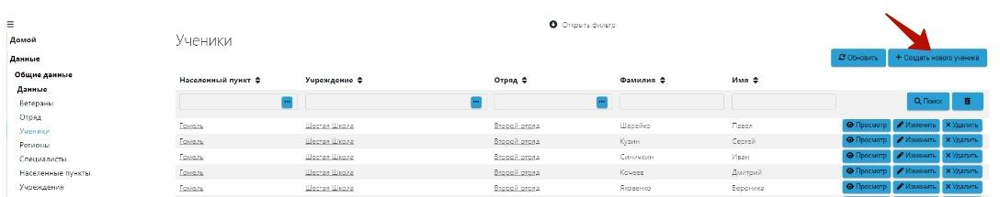 Открыть фильтр
Домой
Ученики
Данные
Обновить + Создать нового ученика
Общие данные
Данные
Населенный пункт Учреждение Отряд Фамилия Имя
Ветераны
... ... ... Поиск
Отряд
Гомель Шестая Школа Второй отряд Шарейко Павел Просмотр Изменить × Удалить
Ученики
Гомель Шестая Школа Второй отряд Кузин Сергей Просмотр Изменить × Удалить
Регионы
Гомель Шестая Школа Второй отряд Синичкин Иван Просмотр Изменить × Удалить
Специалисты
Гомель Шестая Школа Второй отряд Кочеев Дмитрий Просмотр Изменить × Удалить
Населенные пункты
Гомель Шестая Школа Второй отряд Яковенко Вероника Просмотр Изменить × Удалить
Учреждения